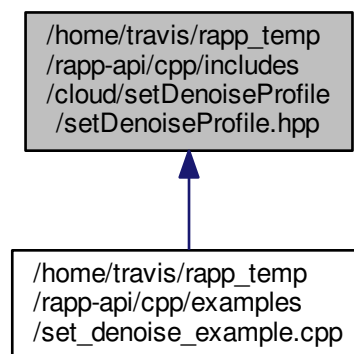 /home/travis/rapp_temp
/rapp-api/cpp/includes
/cloud/setDenoiseProfile
/setDenoiseProfile.hpp
/home/travis/rapp_temp
/rapp-api/cpp/examples
/set_denoise_example.cpp